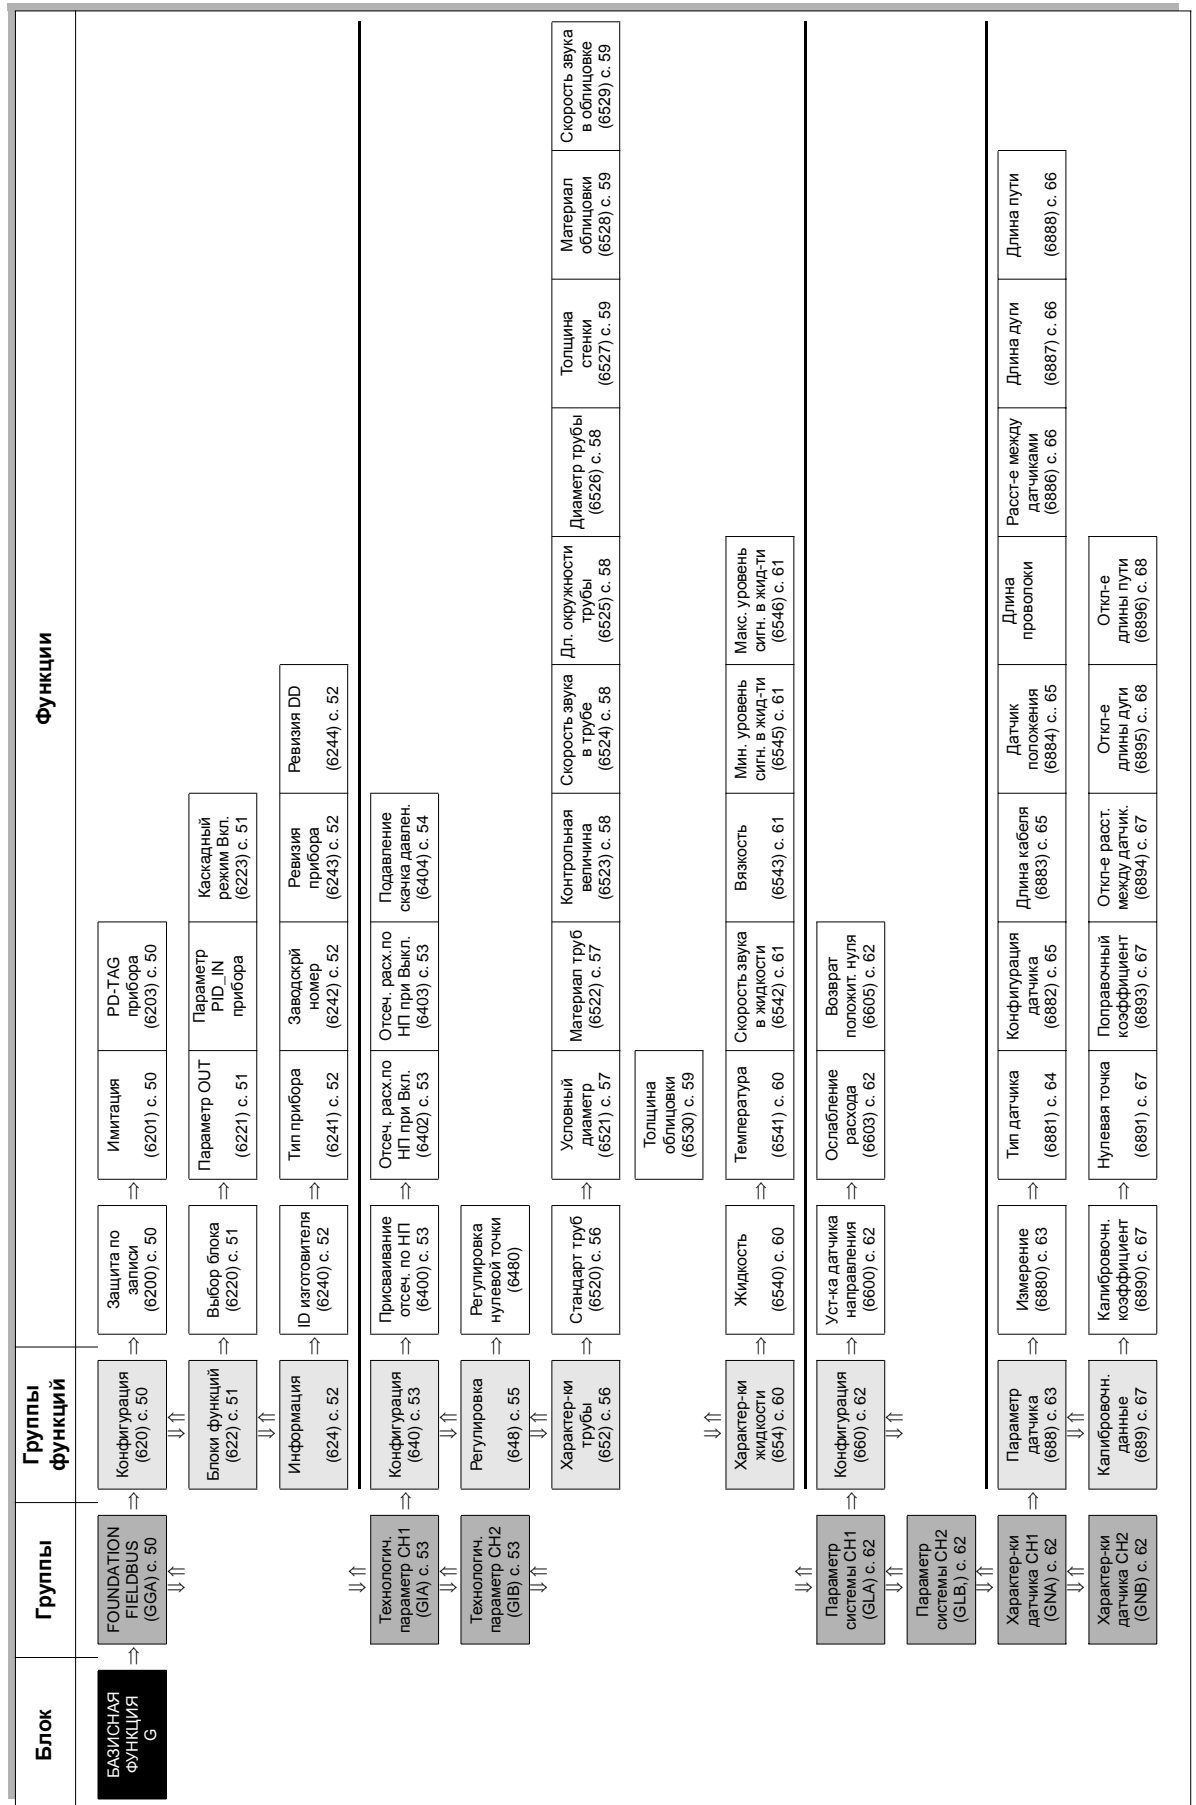 Блок
Группы
Группы
функций
Функции
БАЗИСНАЯ
ФУНКЦИЯ
G
FOUNDATION
FIELDBUS
(GGA) с. 50
Конфигурация
(620) с. 50
Защита по
записи
(6200) с. 50
Имитация
(6201) с. 50
PD-TAG
прибора
(6203) с. 50
Блоки функций
(622) с. 51
Выбор блока
(6220) с. 51
Параметр OUT
(6221) с. 51
Параметр
PID_IN
прибора
Каскадный
режим Вкл.
(6223) с. 51
Информация
(624) с. 52
ID изготовителя
(6240) с. 52
Тип прибора
(6241) с. 52
Заводскрй
номер
(6242) с. 52
Ревизия
прибора
(6243) с. 52
Ревизия DD
(6244) с. 52
Технологич.
параметр CH1
(GIA) с. 53
Конфигурация
(640) с. 53
Присваивание
отсеч. по НП
(6400) с. 53
Отсеч. расх.по
НП при Вкл.
(6402) с. 53
Отсеч. расх.по
НП при Выкл.
(6403) с. 53
Подавление
скачка давлен.
(6404) с. 54
Технологич.
параметр CH2
(GIB) с. 53
Регулировка
(648) с. 55
Регулировка
нулевой точки
(6480)
Характер-ки
трубы
(652) с. 56
Стандарт труб
(6520) с. 56
Условный
диаметр
(6521) с. 57
Материал труб
(6522) с. 57
Контрольная
величина
(6523) с. 58
Скорость звука
в трубе
(6524) с. 58
Дл. окружности
трубы
(6525) с. 58
Диаметр трубы
(6526) с. 58
Толщина
стенки
(6527) с. 59
Материал
облицовки
(6528) с. 59
Скорость звука
в облицовке
(6529) с. 59
Толщина
облицовки
(6530) с. 59
Характер-ки
жидкости
(654) с. 60
Жидкость
(6540) с. 60
Температура
(6541) с. 60
Скорость звука
в жидкости
(6542) с. 61
Вязкость
(6543) с. 61
Мин. уровень
сигн. в жид-ти
(6545) с. 61
Макс. уровень
сигн. в жид-ти
(6546) с. 61
Параметр
системы CH1
(GLA) с. 62
Конфигурация
(660) с. 62
Уст-ка датчика
направления
(6600) с. 62
Ослабление
расхода
(6603) с. 62
Возврат
положит. нуля
(6605) с. 62
Параметр
системы CH2
(GLB,) с. 62
Характер-ки
датчика CH1
(GNA) с. 62
Параметр
датчика
(688) с. 63
Измерение
(6880) с. 63
Тип датчика
(6881) с. 64
Конфигурация
датчика
(6882) с. 65
Длина кабеля
(6883) с. 65
Датчик
положения
(6884) с.. 65
Длина
проволоки
Расст-е между
датчиками
(6886) с. 66
Длина дуги
(6887) с. 66
Длина пути
(6888) с. 66
Характер-ки
датчика CH2
(GNB) с. 62
Калибровочн.
данные
(689) с. 67
Калибровочн.
коэффициент
(6890) с. 67
Нулевая точка
(6891) с. 67
Поправочный
коэффициент
(6893) с. 67
Откл-е расст.
между датчик.
(6894) с. 67
Откл-е
длины дуги
(6895) с.. 68
Откл-е
длины пути
(6896) с. 68